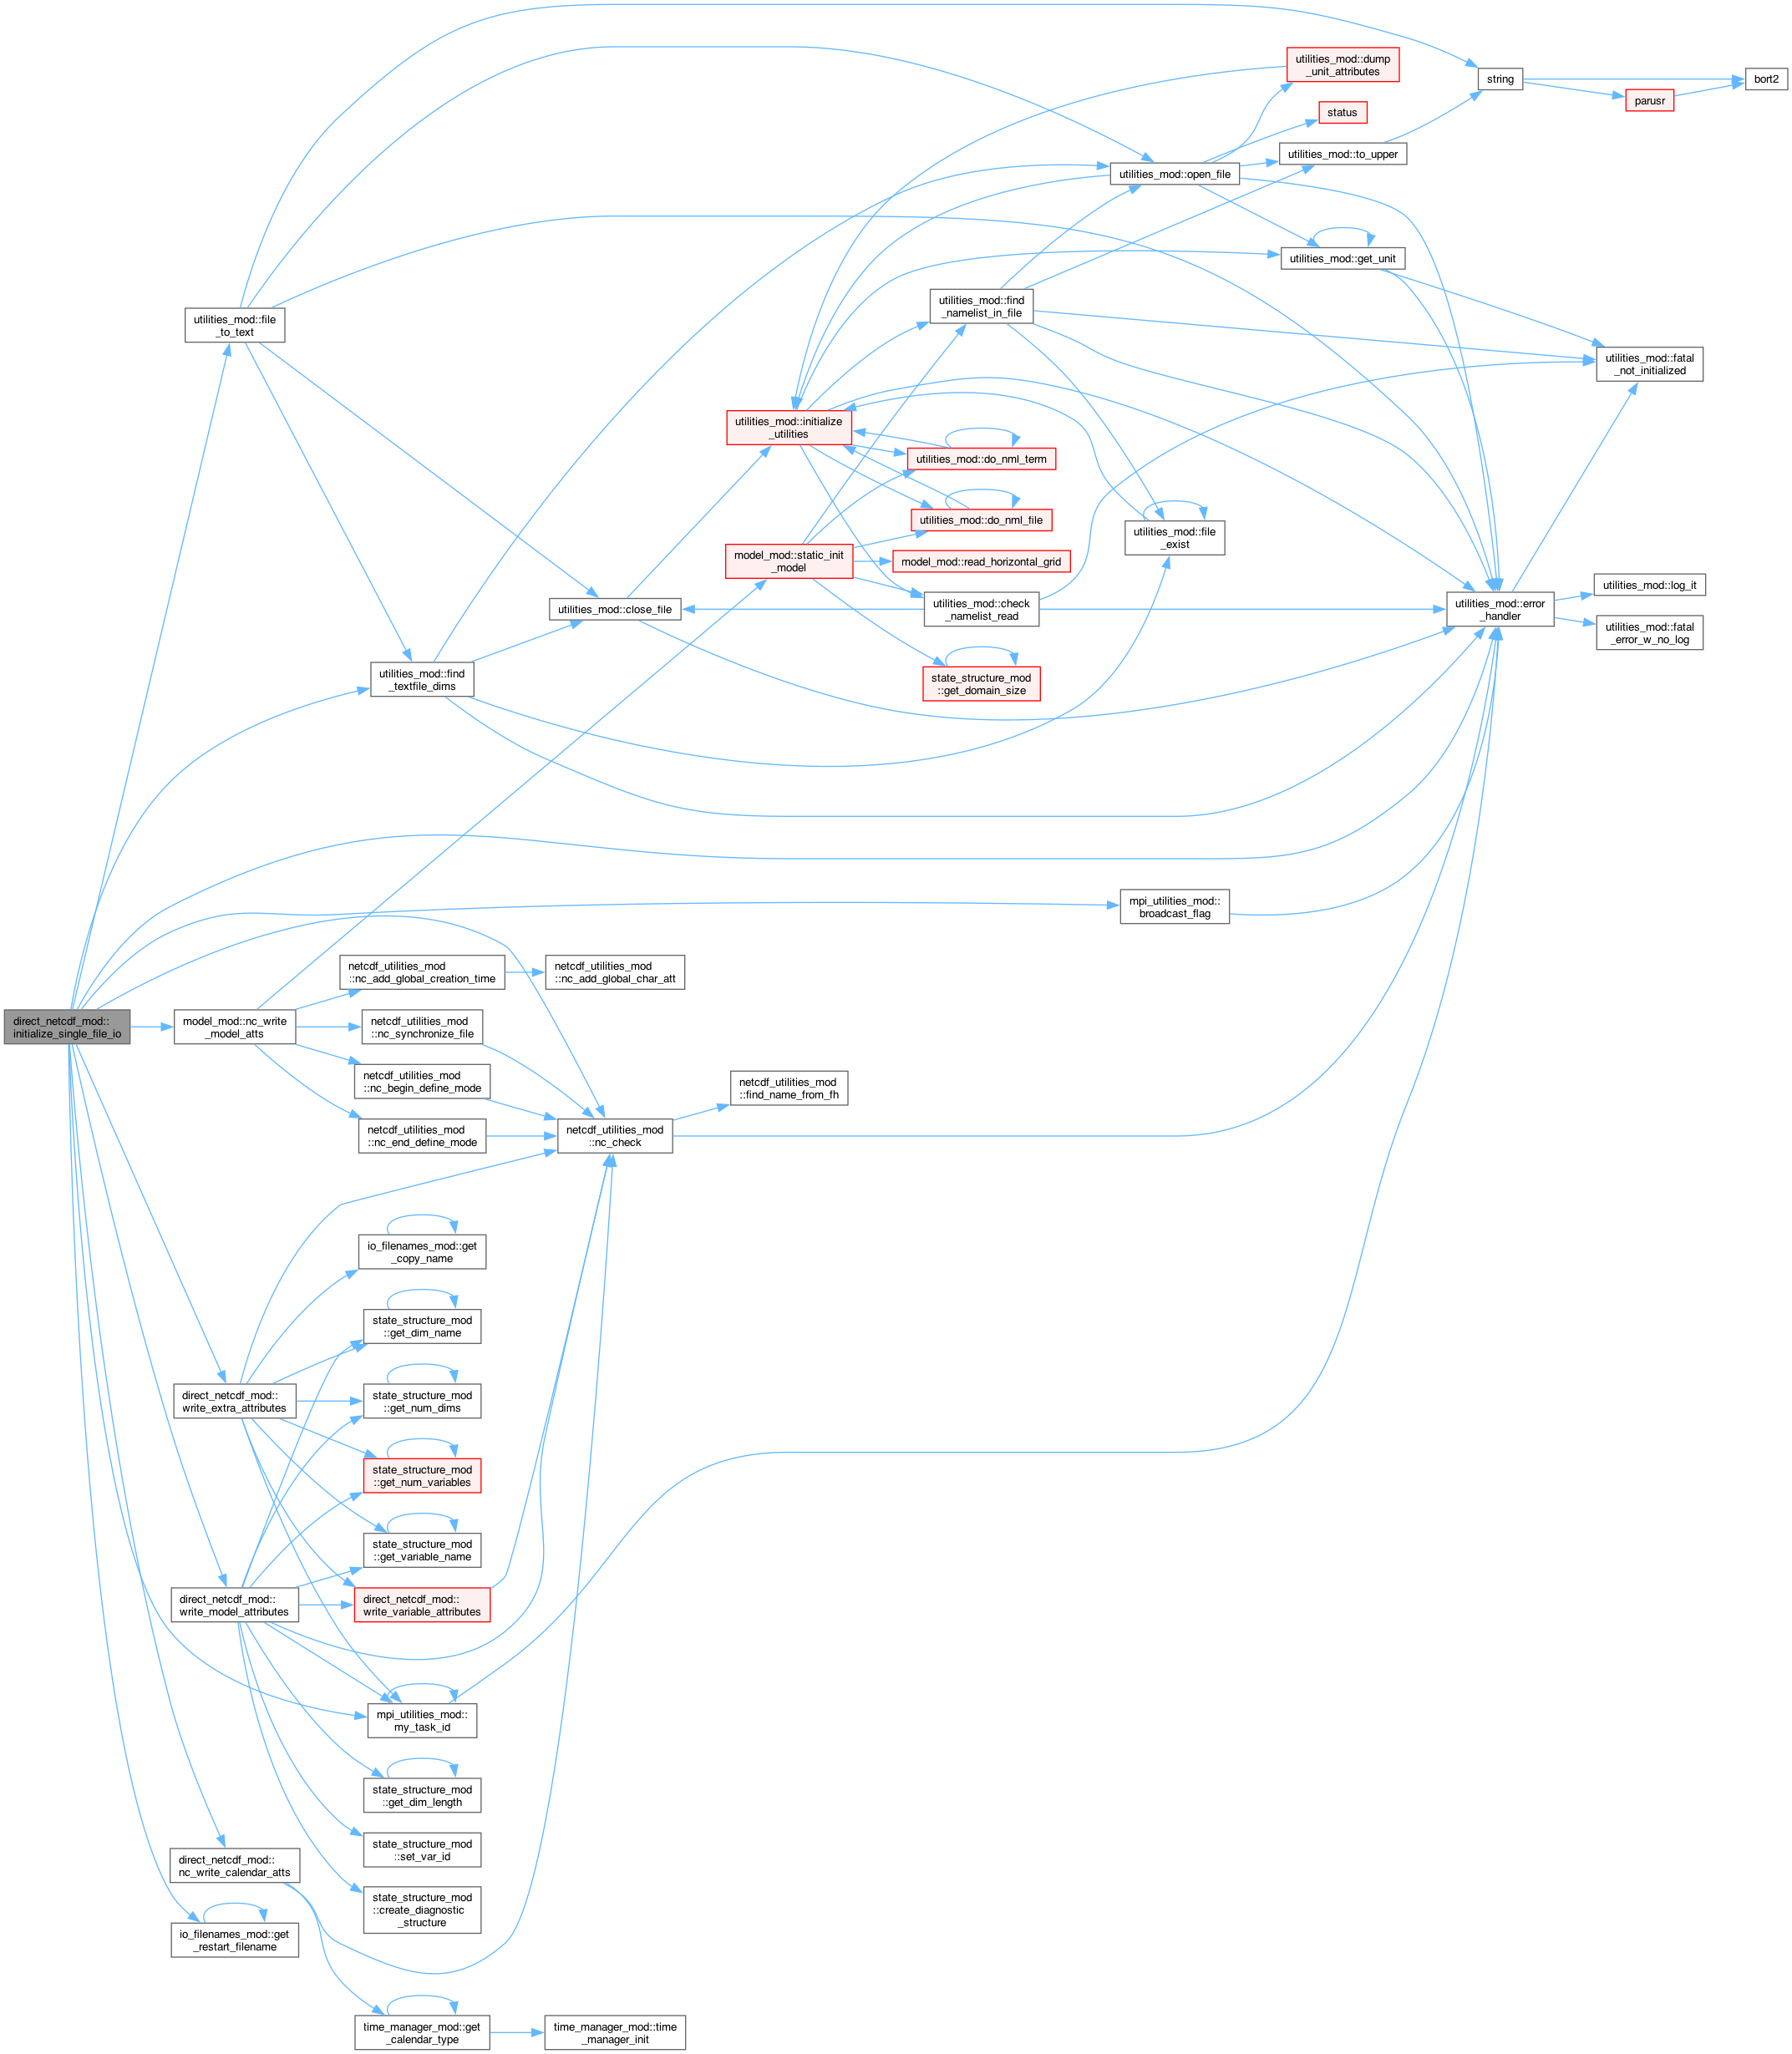 direct_netcdf_mod::
initialize_single_file_io
utilities_mod::file
_to_text
utilities_mod::find
_textfile_dims
model_mod::nc_write
_model_atts
direct_netcdf_mod::
write_extra_attributes
direct_netcdf_mod::
write_model_attributes
direct_netcdf_mod::
nc_write_calendar_atts
io_filenames_mod::get
_restart_filename
netcdf_utilities_mod
::nc_add_global_creation_time
netcdf_utilities_mod
::nc_synchronize_file
netcdf_utilities_mod
::nc_begin_define_mode
netcdf_utilities_mod
::nc_end_define_mode
io_filenames_mod::get
_copy_name
state_structure_mod
::get_dim_name
state_structure_mod
::get_num_dims
state_structure_mod
::get_num_variables
state_structure_mod
::get_variable_name
direct_netcdf_mod::
write_variable_attributes
mpi_utilities_mod::
my_task_id
state_structure_mod
::get_dim_length
state_structure_mod
::set_var_id
state_structure_mod
::create_diagnostic
_structure
time_manager_mod::get
_calendar_type
time_manager_mod::time
_manager_init
utilities_mod::close_file
netcdf_utilities_mod
::nc_add_global_char_att
netcdf_utilities_mod
::nc_check
netcdf_utilities_mod
::find_name_from_fh
utilities_mod::initialize
_utilities
model_mod::static_init
_model
utilities_mod::find
_namelist_in_file
utilities_mod::do_nml_term
utilities_mod::do_nml_file
model_mod::read_horizontal_grid
utilities_mod::check
_namelist_read
state_structure_mod
::get_domain_size
utilities_mod::open_file
utilities_mod::file
_exist
mpi_utilities_mod::
broadcast_flag
utilities_mod::dump
_unit_attributes
status
utilities_mod::to_upper
utilities_mod::get_unit
string
parusr
bort2
utilities_mod::fatal
_not_initialized
utilities_mod::error
_handler
utilities_mod::log_it
utilities_mod::fatal
_error_w_no_log